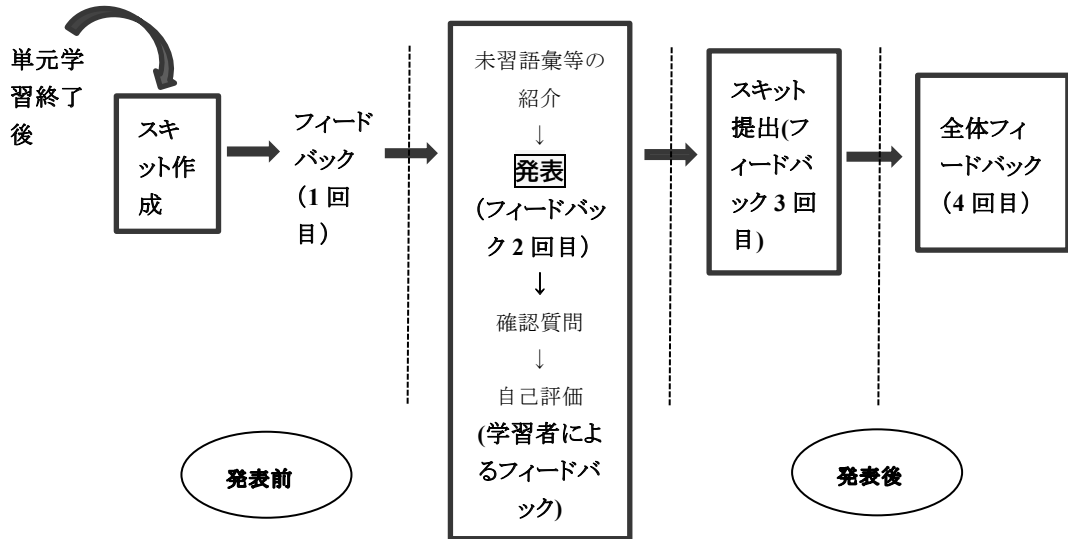 単元学
習終了
後
スキ
ット作
成
フィード
バック
（1 回
目）
未習語彙等の
紹介
↓
発表
（フィードバッ
ク 2 回目）
↓
確認質問
↓
自己評価
(学習者によ
るフィードバ
ック)
スキット
提出(フ
ィードバ
ック 3 回
目)
全体フィ
ードバック
（4 回目）
発表前
発表後